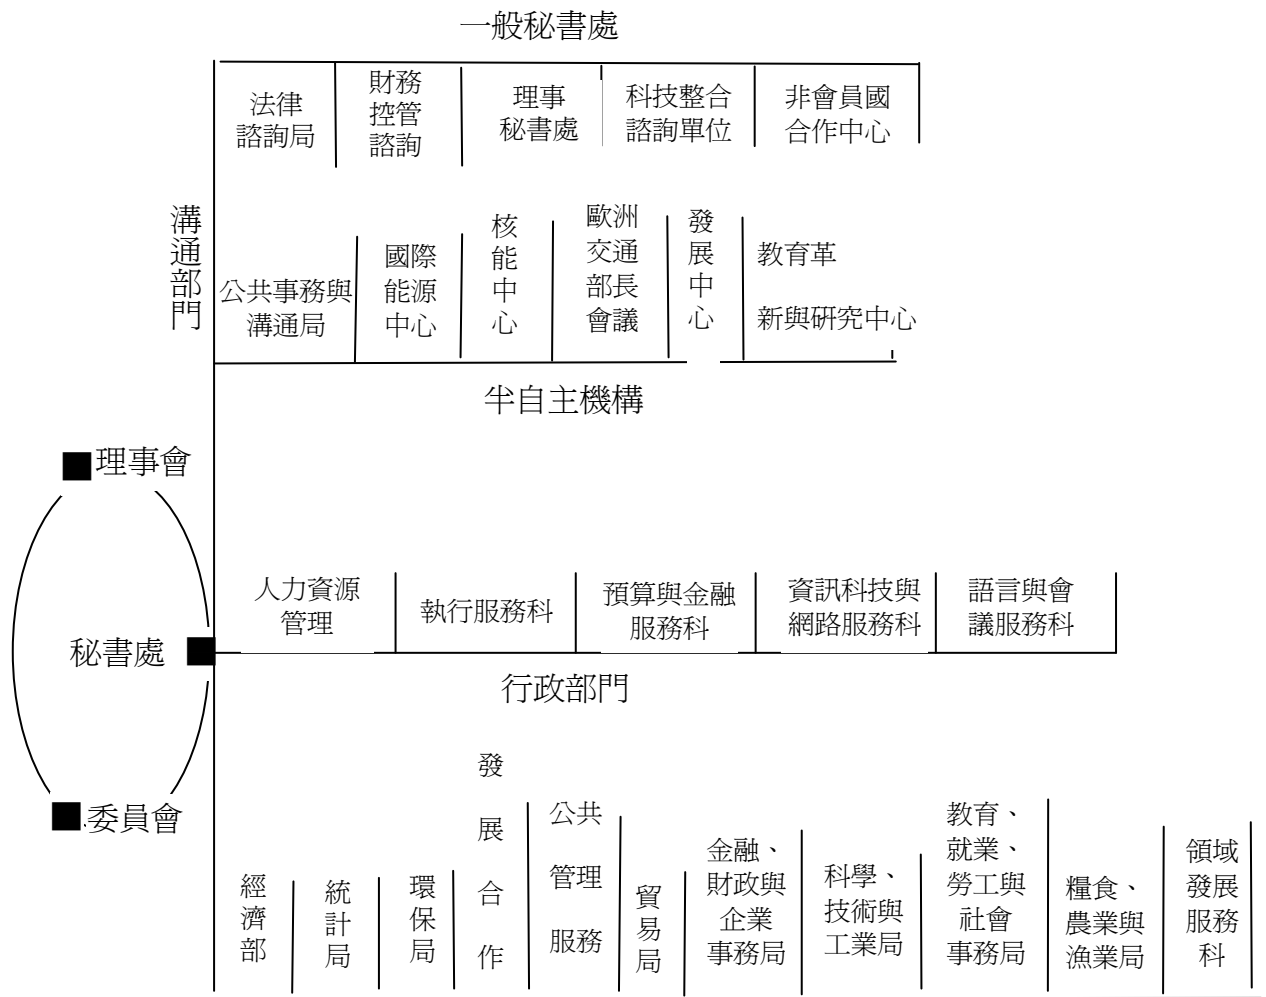 一般秘書處
法律
諮詢局
財務
控管
諮詢
理事
秘書處
科技整合
諮詢單位
非會員國
合作中心
溝通部門
公共事務與
溝通局
國際
能源
中心
核能中心
歐洲
交通
部長
會議
發展中心
教育革
新與研究中心
半自主機構
理事會
秘書處
委員會
人力資源
管理
執行服務科
預算與金融
服務科
資訊科技與
網路服務科
語言與會
議服務科
行政部門
經濟部
統計局
環保局
發展合作
公共
管理
服務
貿易局
金融、
財政與
企業
事務局
科學、
技術與
工業局
教育、
就業、
勞工與
社會
事務局
糧食、
農業與
漁業局
領域
發展
服務
科